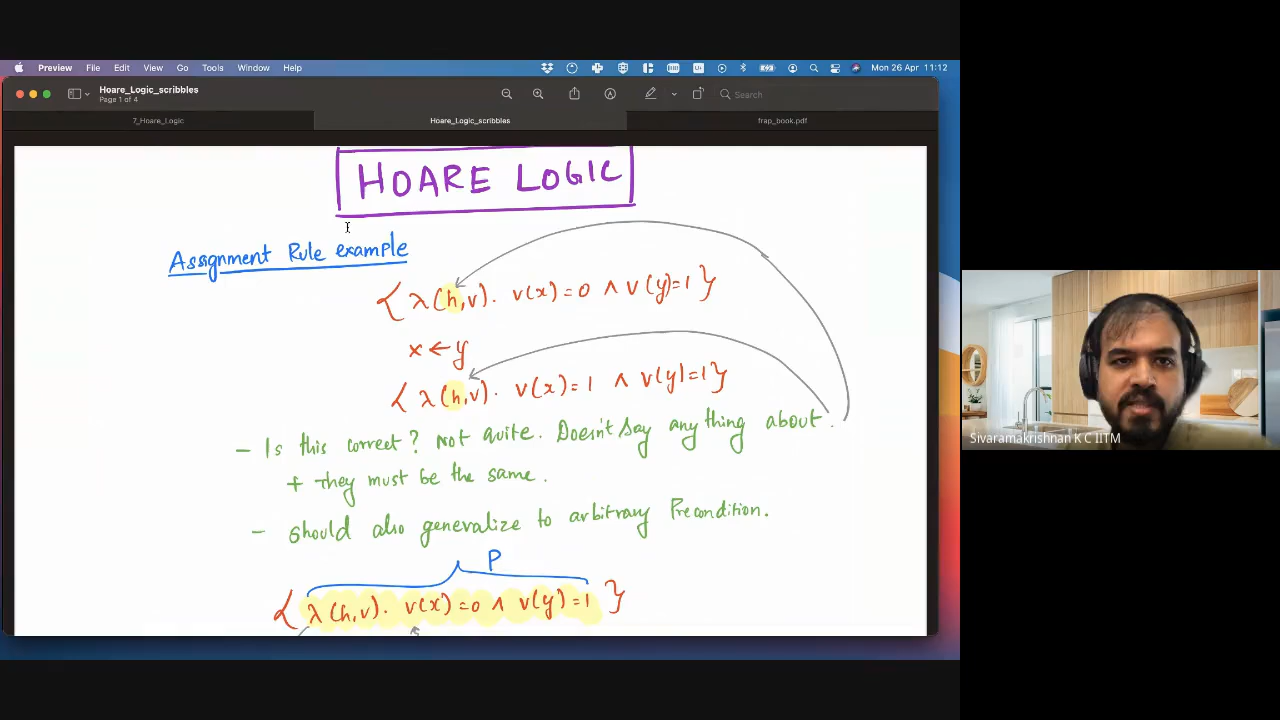 Preview File Edit View Go Tools Window Help Mon 26 Apr 11:12
Hoare_Logic_scribbles
Page 1 of 4
Search
7_Hoare_Logic Hoare_Logic_scribbles frap_book.pdf
HOARE LOGIC
Assignment Rule example
{ λ(h,v). v(x)=0 ∧ v(y)=1 }
x ← y
{ λ(h,v). v(x)=1 ∧ v(y)=1 }
- Is this correct? Not quite. Doesn't say anything about.
+ they must be the same.
- Should also generalize to arbitrary Precondition.
P
{ λ(h,v). v(x)=0 ∧ v(y)=1 }
Sivaramakrishnan K C IITM